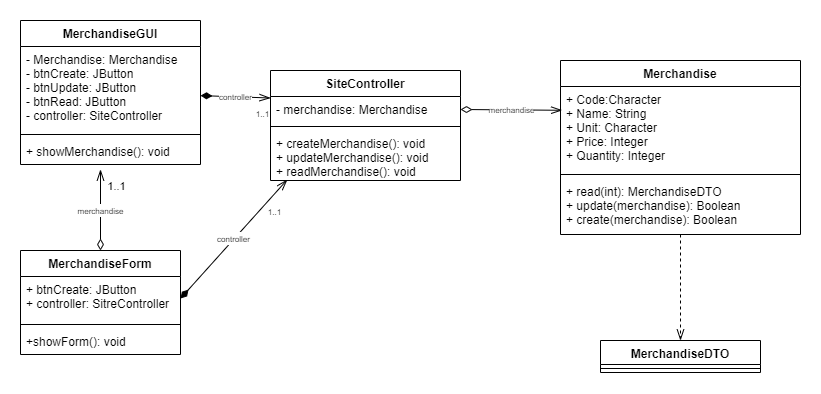 MerchandiseGUI
- Merchandise: Merchandise
- btnCreate: JButton
- btnUpdate: JButton
- btnRead: JButton
- controller: SiteController
+ showMerchandise(): void
controller
1..1
SiteController
- merchandise: Merchandise
+ createMerchandise(): void
+ updateMerchandise(): void
+ readMerchandise(): void
merchandise
Merchandise
+ Code:Character
+ Name: String
+ Unit: Character
+ Price: Integer
+ Quantity: Integer
+ read(int): MerchandiseDTO
+ update(merchandise): Boolean
+ create(merchandise): Boolean
1..1
merchandise
controller
1..1
MerchandiseForm
+ btnCreate: JButton
+ controller: SitreController
+showForm(): void
MerchandiseDTO